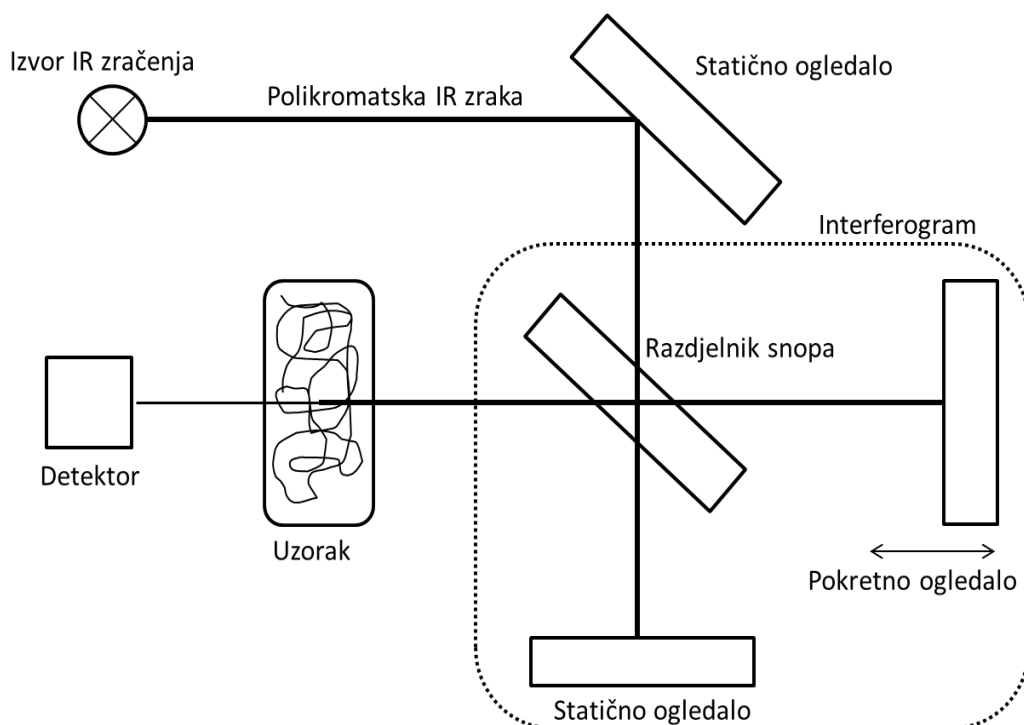 Izvor IR zračenja
Statično ogledalo
Polikromatska IR zraka
Interferogram
Razdjelnik snopa
Detektor
Uzorak
Pokretno ogledalo
Statično ogledalo